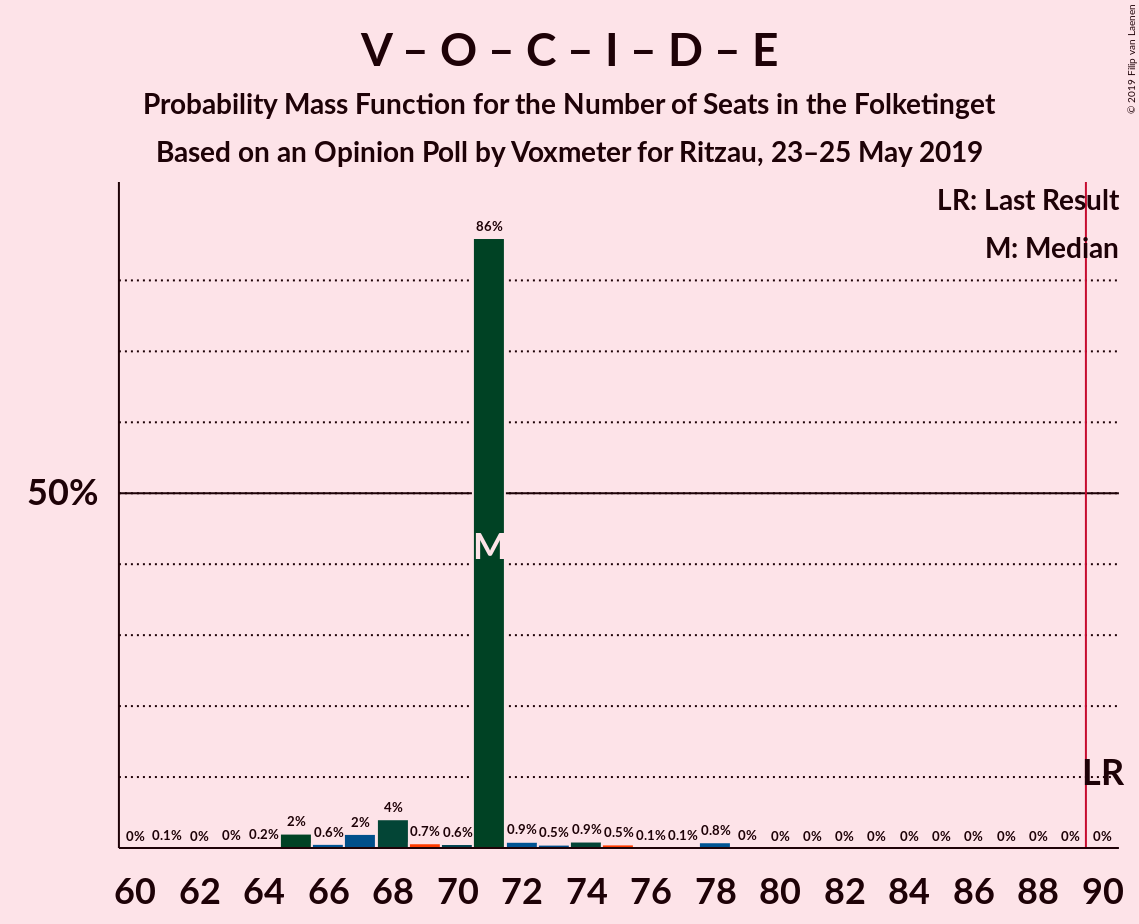 V – O – C – I – D – E
Probability Mass Function for the Number of Seats in the Folketinget
Based on an Opinion Poll by Voxmeter for Ritzau, 23–25 May 2019
© 2019 Filip van Laenen
LR: Last Result
M: Median
86%
50%
M
LR
0% 0.1% 0% 0% 0.2% 2% 0.6% 2% 4% 0.7% 0.6% 0.9% 0.5% 0.9% 0.5% 0.1% 0.1% 0.8% 0% 0% 0% 0% 0% 0% 0% 0% 0% 0% 0% 0%
60 62 64 66 68 70 72 74 76 78 80 82 84 86 88 90